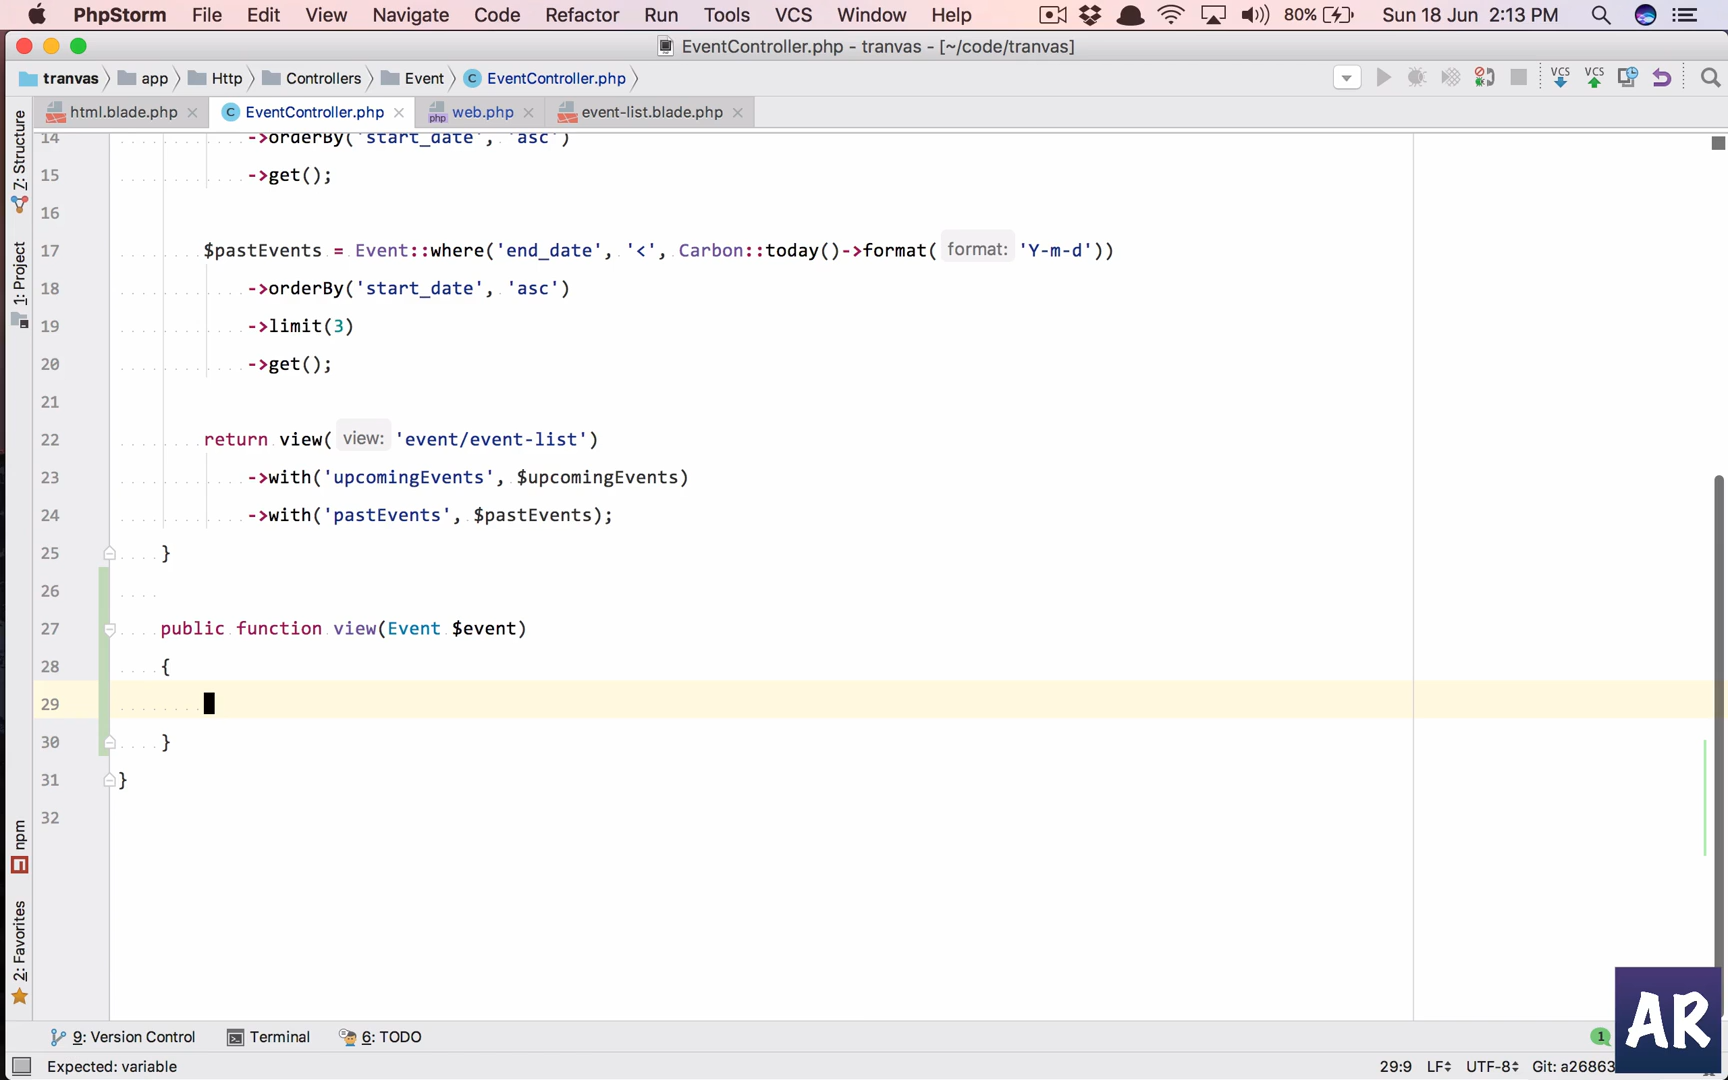 PhpStorm File Edit View Navigate Code Refactor Run Tools VCS Window Help 80% Sun 18 Jun 2:13 PM
EventController.php - tranvas - [~/code/tranvas]
tranvas app Http Controllers Event EventController.php VCS VCS
html.blade.php EventController.php web.php event-list.blade.php
7: Structure
1: Project
npm
2: Favorites
14 ->orderBy('start_date', 'asc')
15 ->get();
16
17 $pastEvents = Event::where('end_date', '<', Carbon::today()->format( format: 'Y-m-d'))
18 ->orderBy('start_date', 'asc')
19 ->limit(3)
20 ->get();
21
22 return view( view: 'event/event-list')
23 ->with('upcomingEvents', $upcomingEvents)
24 ->with('pastEvents', $pastEvents);
25 }
26
27 public function view(Event $event)
28 {
29
30 }
31 }
32
9: Version Control Terminal 6: TODO 1
Expected: variable 29:9 LF UTF-8 Git: a26863
AR